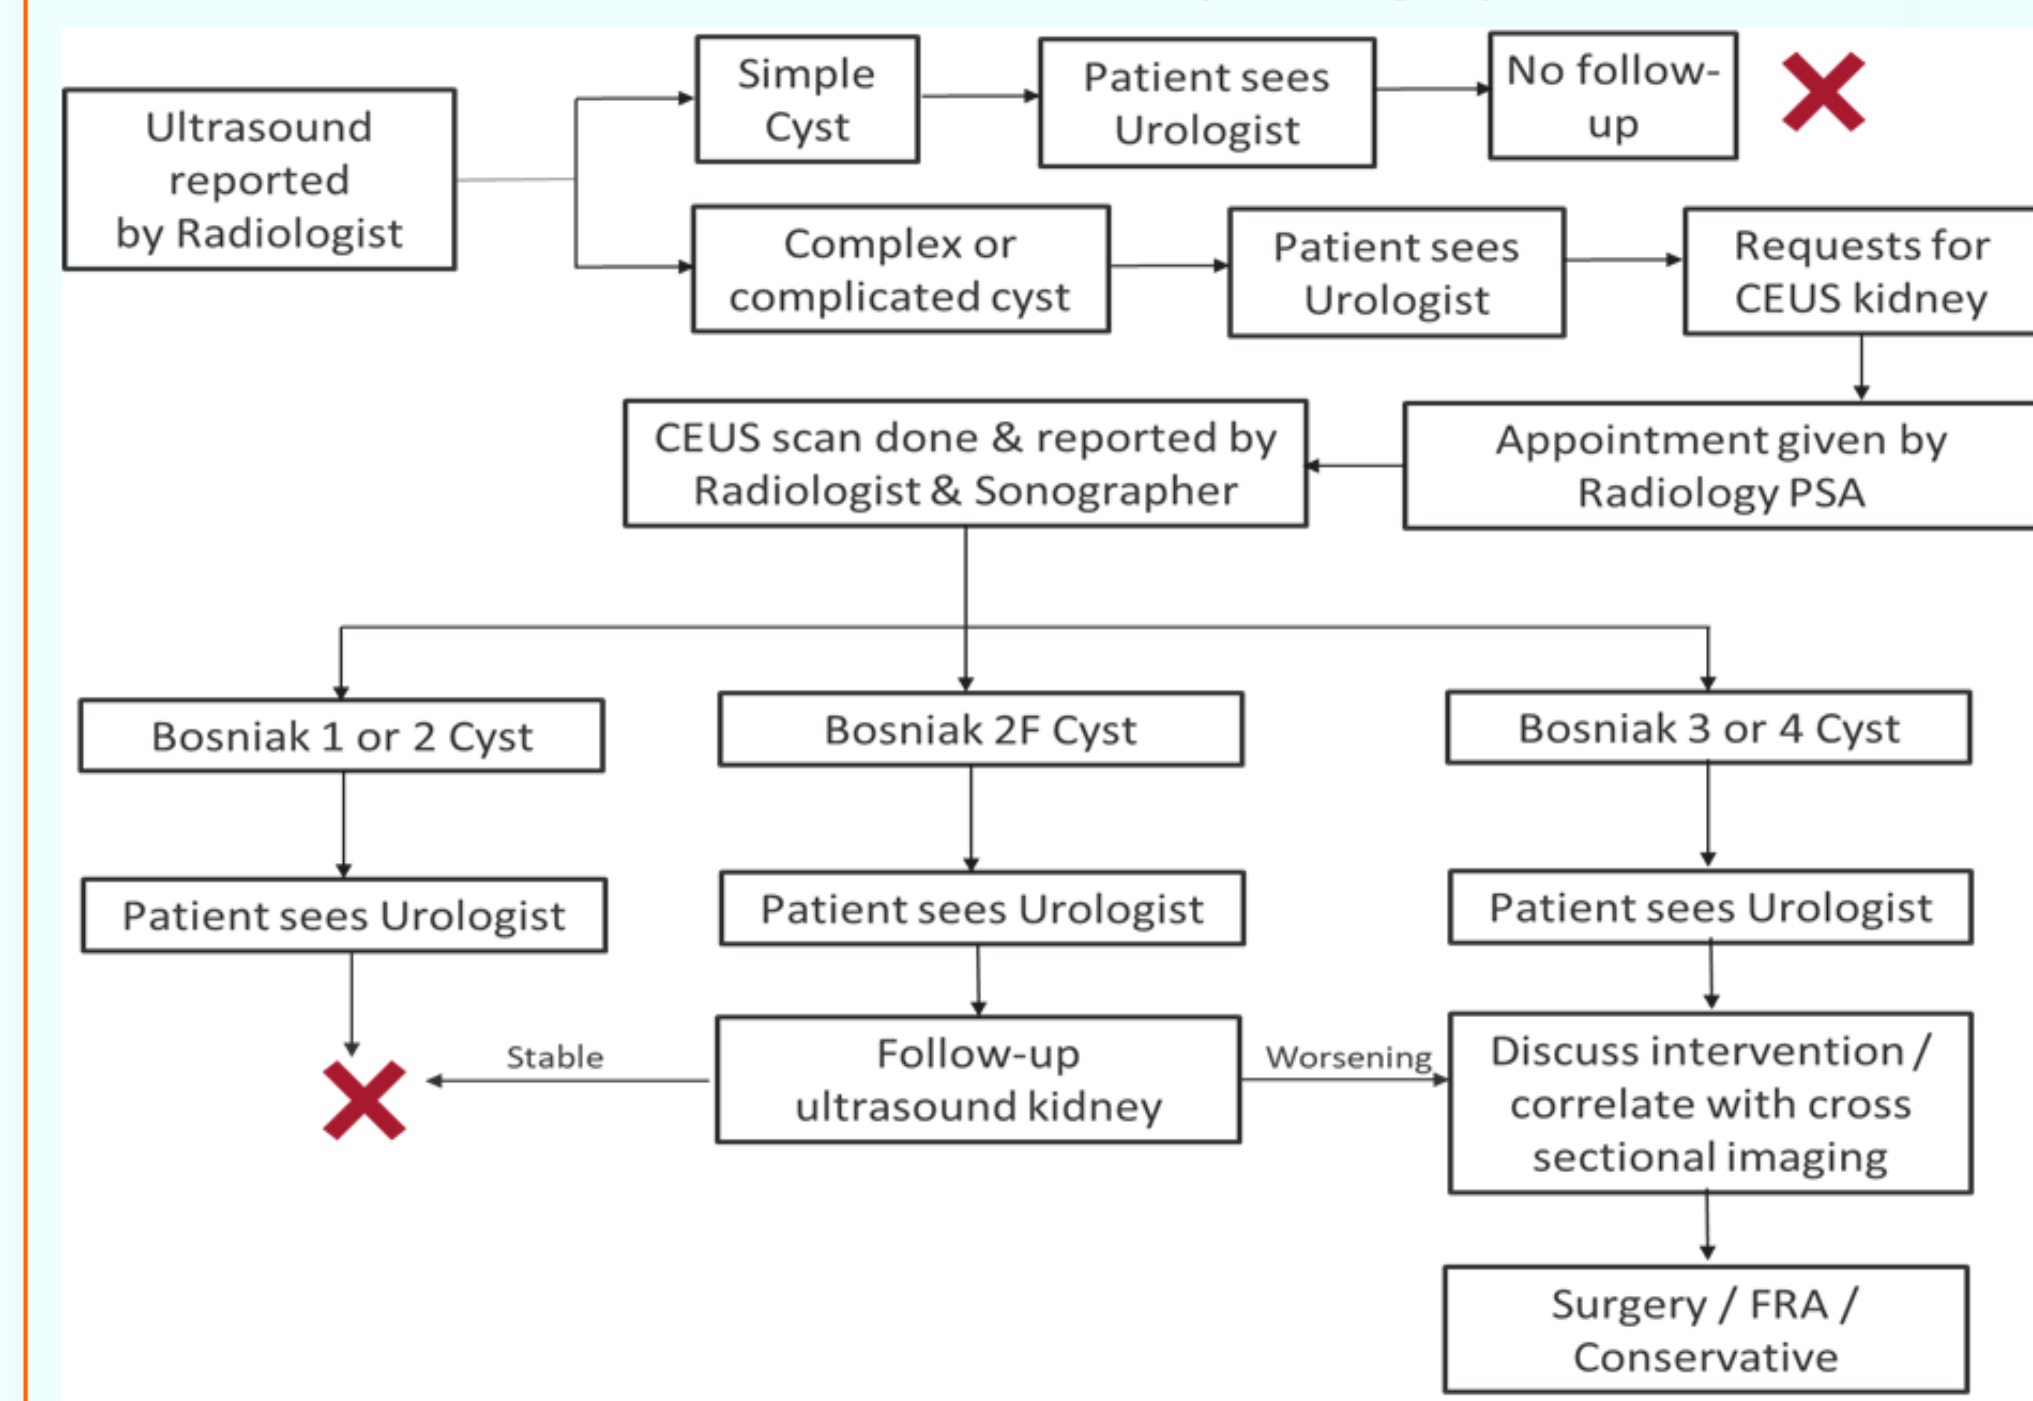 Ultrasound
reported
by Radiologist
Simple
Cyst
Patient sees
Urologist
No follow-
up
Complex or
complicated cyst
Patient sees
Urologist
Requests for
CEUS kidney
CEUS scan done & reported by
Radiologist & Sonographer
Appointment given by
Radiology PSA
Bosniak 1 or 2 Cyst
Bosniak 2F Cyst
Bosniak 3 or 4 Cyst
Patient sees Urologist
Patient sees Urologist
Patient sees Urologist
Stable
Follow-up
ultrasound kidney
Worsening
Discuss intervention /
correlate with cross
sectional imaging
Surgery / FRA /
Conservative